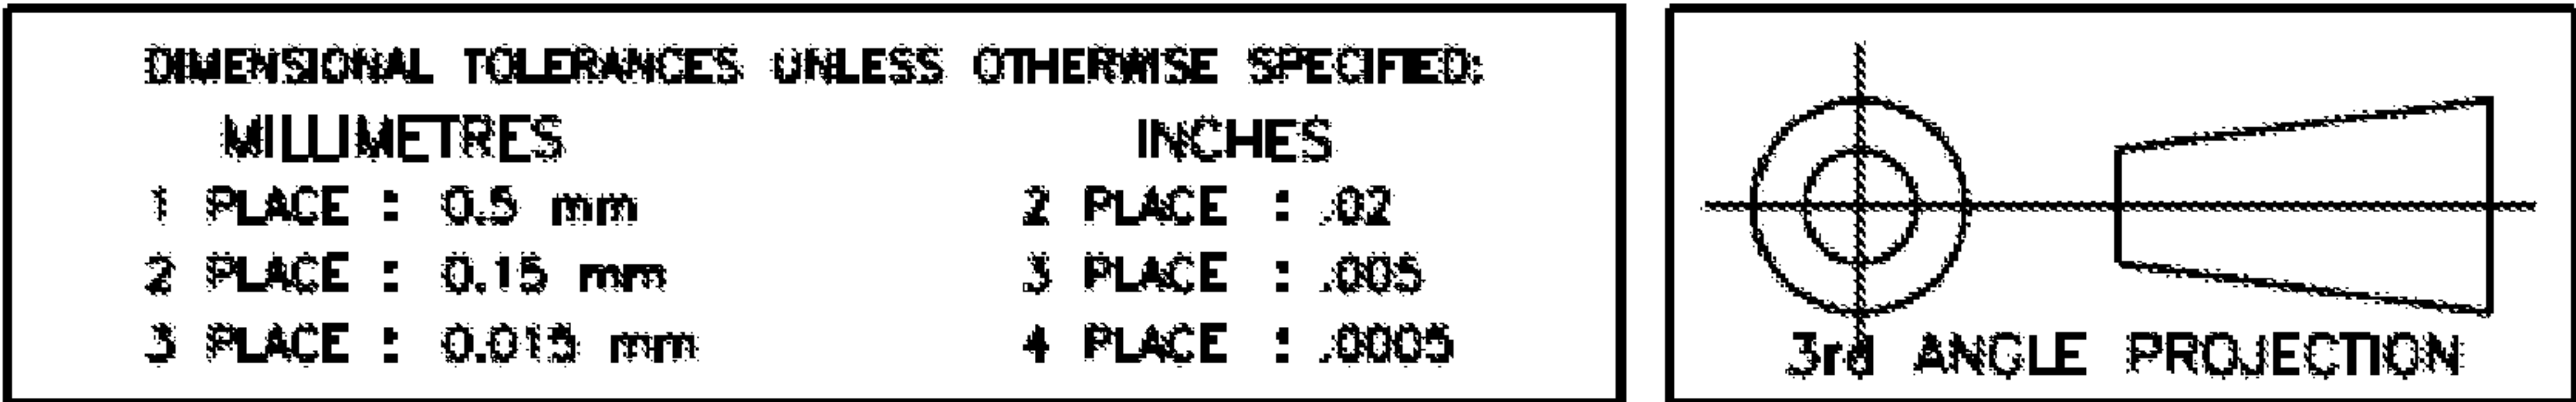 DIMENSIONAL TOLERANCES UNLESS OTHERWISE SPECIFIED:
MILLIMETRES INCHES
1 PLACE : 0.5 mm 2 PLACE : .02
2 PLACE : 0.15 mm 3 PLACE : .005
3 PLACE : 0.015 mm 4 PLACE : .0005
3rd ANGLE PROJECTION